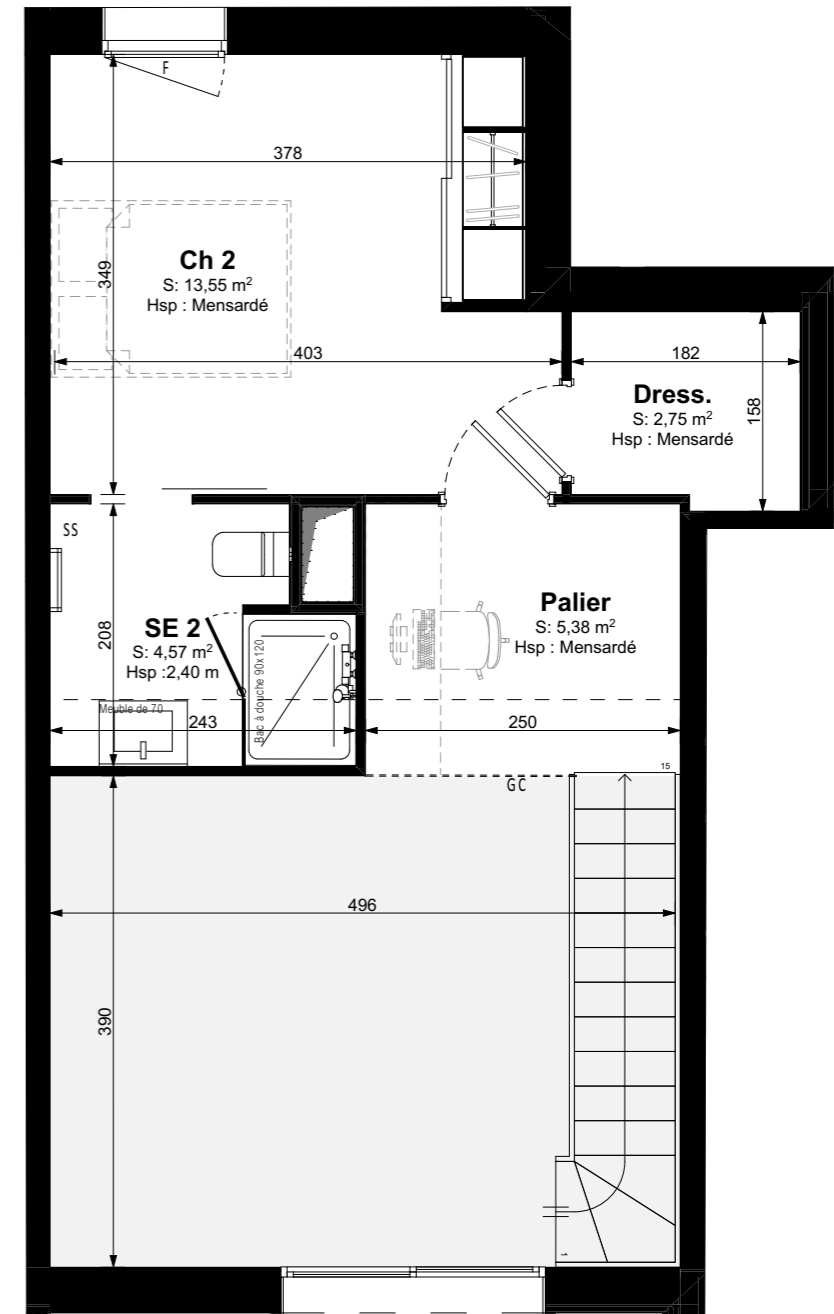 F
378
Ch 2
S: 13,55 m²
Hsp : Mensardé
349
403
182
Dress.
S: 2,75 m²
Hsp : Mensardé
158
SS
208
SE 2
S: 4,57 m²
Hsp :2,40 m
Palier
S: 5,38 m²
Hsp : Mensardé
Bac à douche 90x120
Meuble de 70
243
250
15
GC
496
390
1